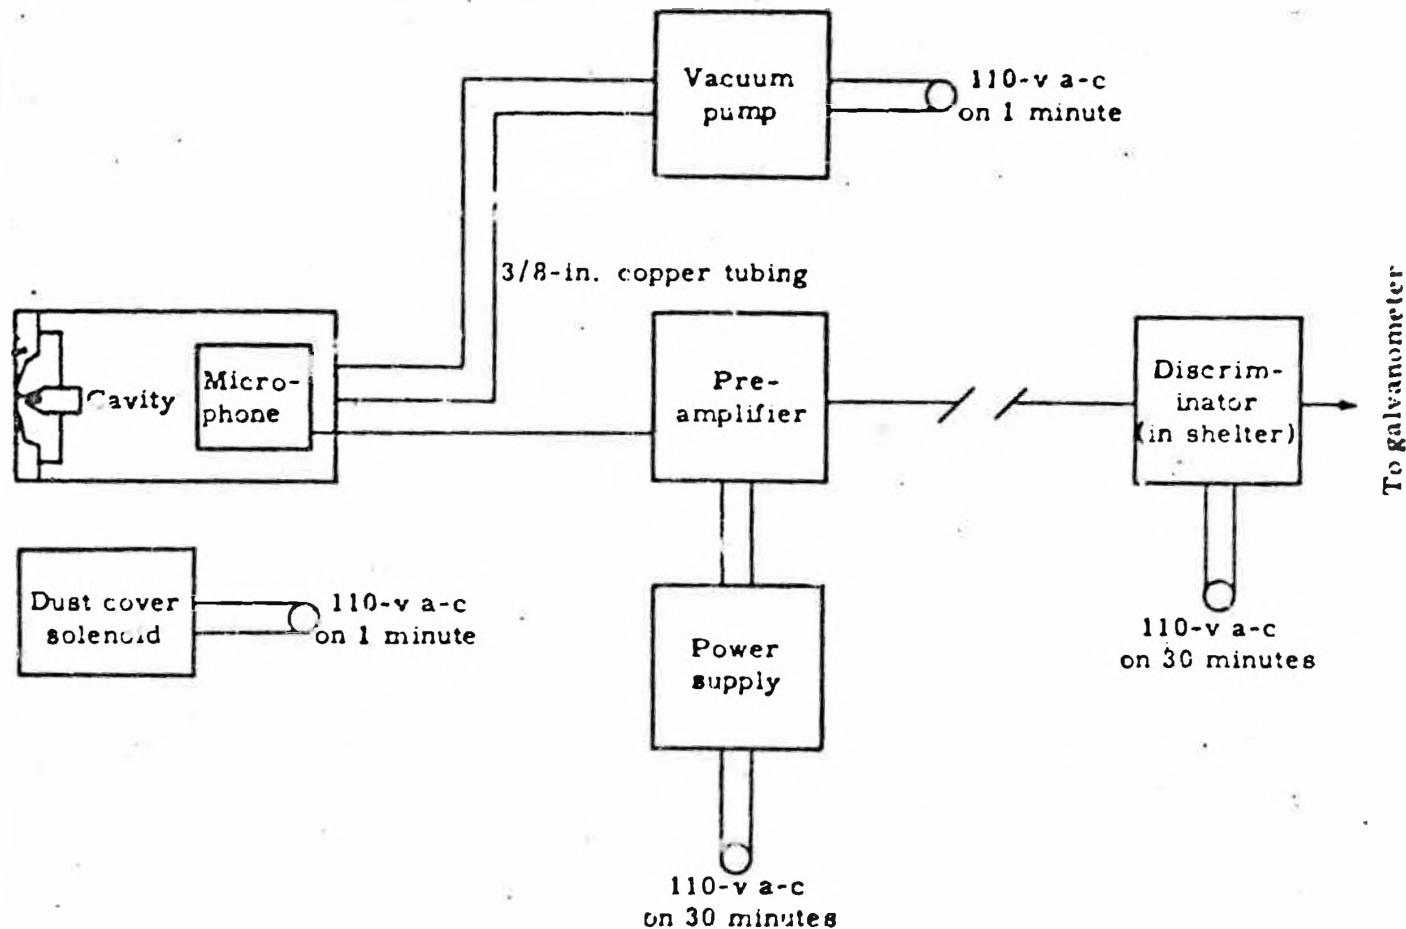 Vacuum
pump
110-v a-c
on 1 minute
3/8-in. copper tubing
Cavity
Micro-
phone
Pre-
amplifier
Discrim-
inator
(in shelter)
To galvanometer
Dust cover
solenoid
110-v a-c
on 1 minute
Power
supply
110-v a-c
on 30 minutes
110-v a-c
on 30 minutes